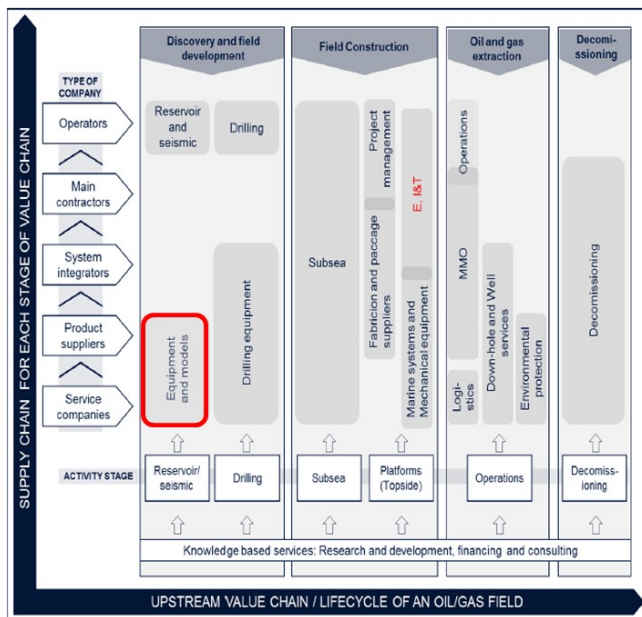 Discovery and field
development
Field Construction
Oil and gas
extraction
Decomi-
ssioning
TYPE OF
COMPANY
Operators
Main
contractors
System
integrators
Product
suppliers
Service
companies
Reservoir
and
seismic
Drilling
Equipment
and models
Drilling equipment
Subsea
Project
management
Fabricion and paccage
suppliers
E, I&T
Marine systems and
Mechanical equipment
Operations
MMO
Logi-
stics
Down-hole and Well
services
Environmental
protection
Decomissioning
ACTIVITY STAGE
Reservoir/
seismic
Drilling
Subsea
Platforms
(Topside)
Operations
Decomiss-
ioning
Knowledge based services: Research and development, financing and consulting
SUPPLY CHAIN FOR EACH STAGE OF VALUE CHAIN
UPSTREAM VALUE CHAIN / LIFECYCLE OF AN OIL/GAS FIELD